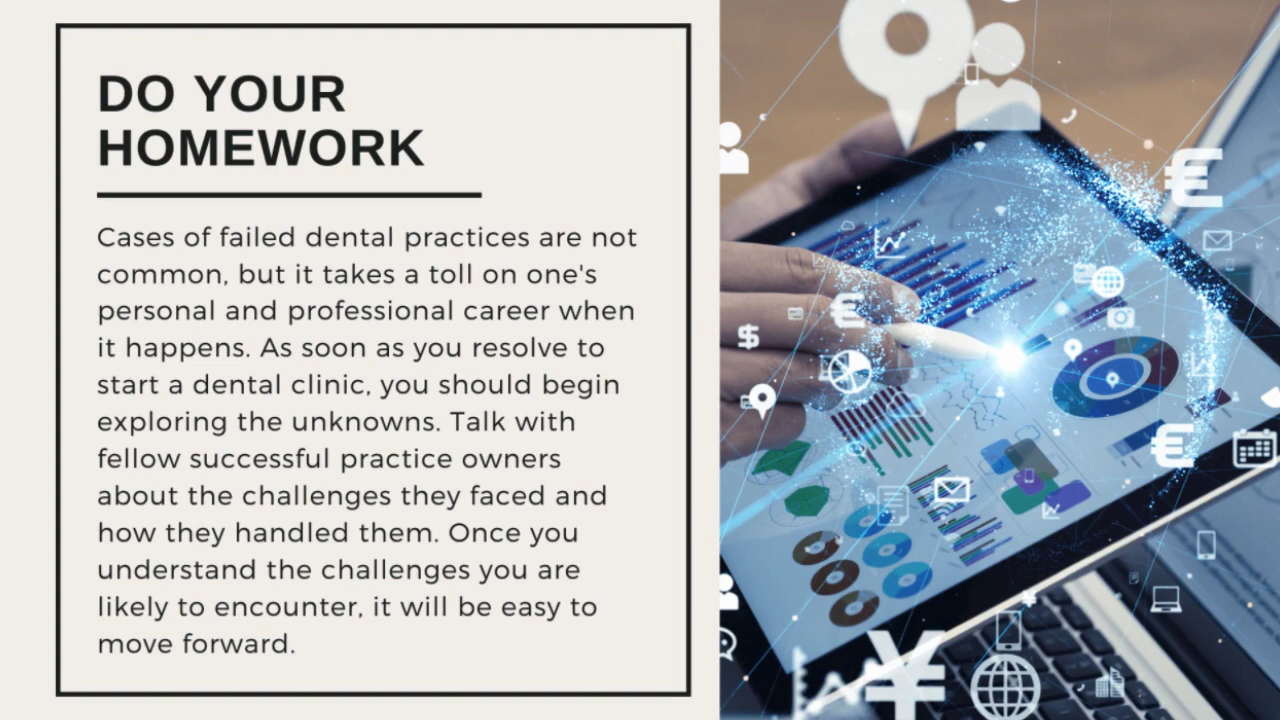 DO YOUR
HOMEWORK
Cases of failed dental practices are not
common, but it takes a toll on one's
personal and professional career when
it happens. As soon as you resolve to
start a dental clinic, you should begin
exploring the unknowns. Talk with
fellow successful practice owners
about the challenges they faced and
how they handled them. Once you
understand the challenges you are
likely to encounter, it will be easy to
move forward.